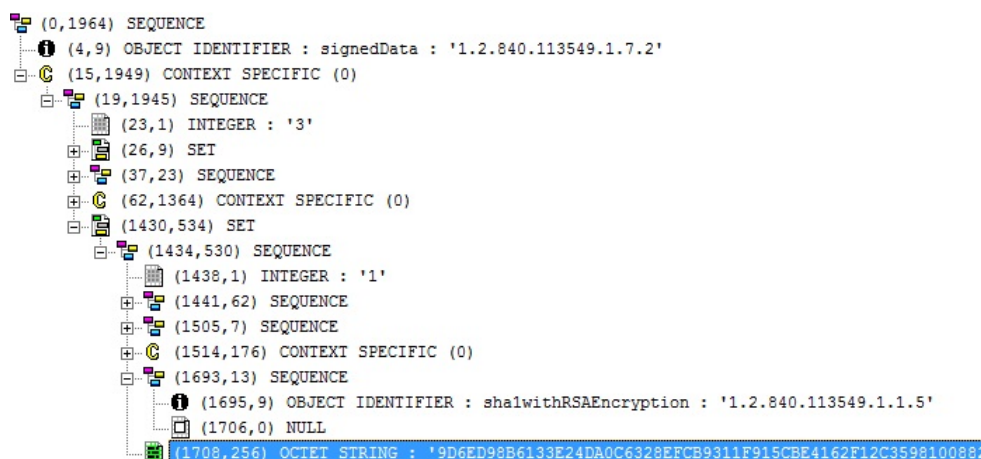 (0,1964) SEQUENCE
(4,9) OBJECT IDENTIFIER : signedData : '1.2.840.113549.1.7.2'
(15,1949) CONTEXT SPECIFIC (0)
(19,1945) SEQUENCE
(23,1) INTEGER : '3'
(26,9) SET
(37,23) SEQUENCE
(62,1364) CONTEXT SPECIFIC (0)
(1430,534) SET
(1434,530) SEQUENCE
(1438,1) INTEGER : '1'
(1441,62) SEQUENCE
(1505,7) SEQUENCE
(1514,176) CONTEXT SPECIFIC (0)
(1693,13) SEQUENCE
(1695,9) OBJECT IDENTIFIER : sha1withRSAEncryption : '1.2.840.113549.1.1.5'
(1706,0) NULL
(1708,256) OCTET STRING : '9D6ED98B6133E24DA0C6328EFCB9311F915CBE4162F12C3598100882